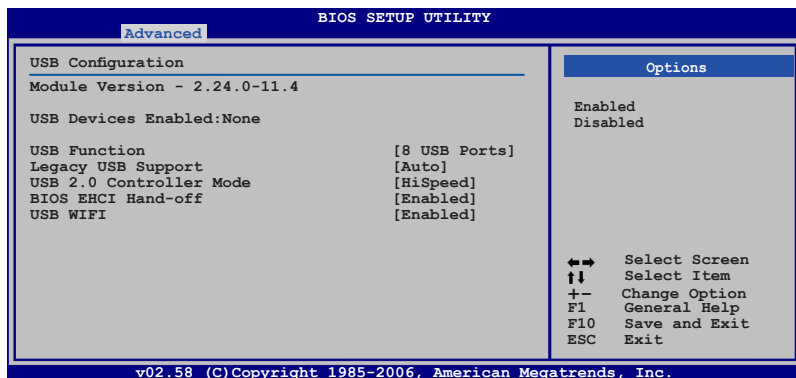 BIOS SETUP UTILITY
Advanced
USB Configuration
Module Version - 2.24.0-11.4
USB Devices Enabled:None
USB Function [8 USB Ports]
Legacy USB Support [Auto]
USB 2.0 Controller Mode [HiSpeed]
BIOS EHCI Hand-off [Enabled]
USB WIFI [Enabled]
Options
Enabled
Disabled
←→ Select Screen
↑↓ Select Item
+- Change Option
F1 General Help
F10 Save and Exit
ESC Exit
v02.58 (C)Copyright 1985-2006, American Megatrends, Inc.